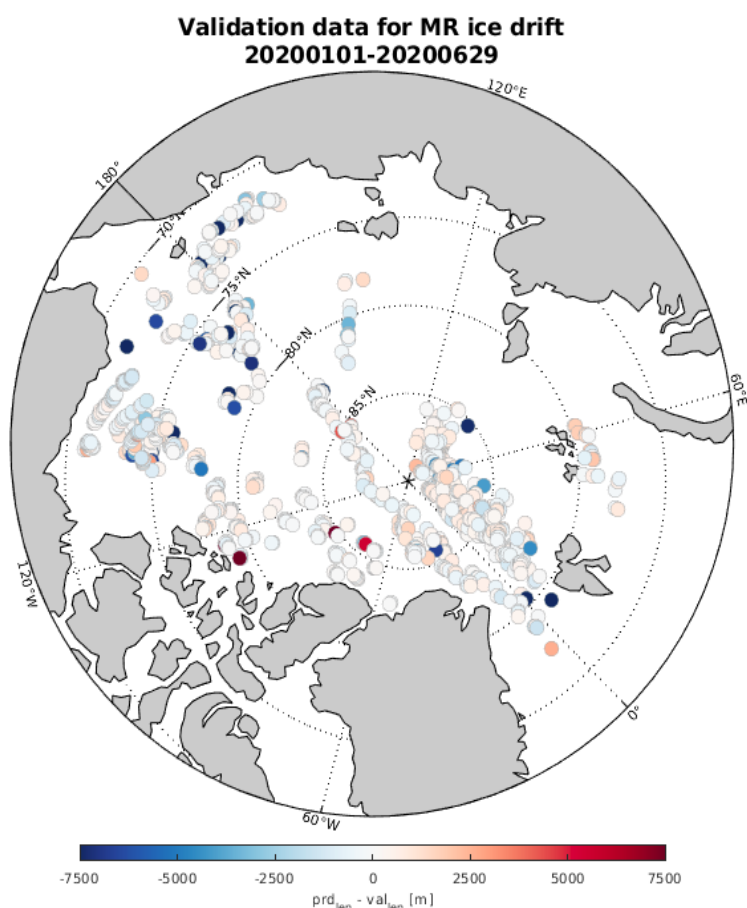 Validation data for MR ice drift
20200101-20200629
120°E
180°
70°N
75°N
80°N
85°N
60°E
120°W
0°
60°W
-7500 -5000 -2500 0 2500 5000 7500
prd_len - val_len [m]